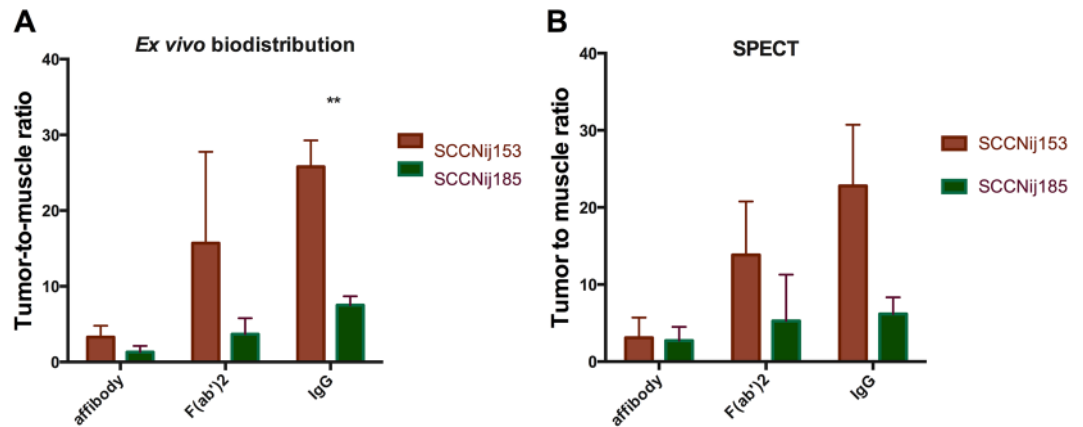 A
Ex vivo biodistribution
Tumor-to-muscle ratio
40
30
20
10
0
**
affibody
F(ab')2
IgG
SCCNij153
SCCNij185
B
SPECT
Tumor to muscle ratio
40
30
20
10
0
affibody
F(ab')2
IgG
SCCNij153
SCCNij185